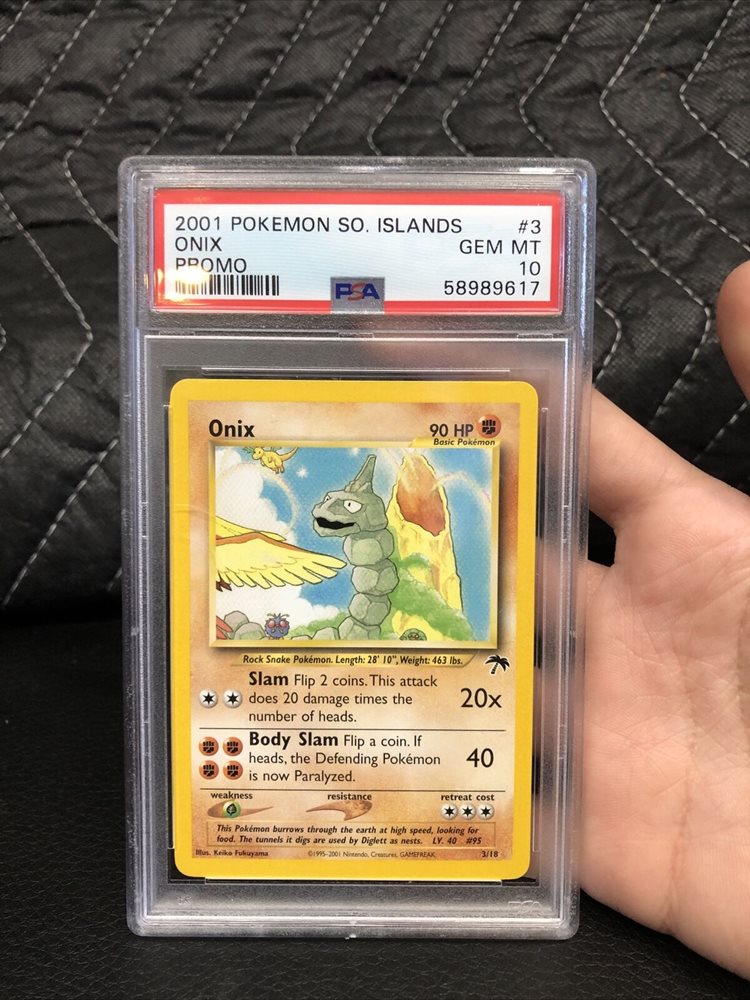 2001 POKEMON SO. ISLANDS #3
ONIX GEM MT
PROMO 10
PSA 58989617
Onix 90 HP
Basic Pokémon
Rock Snake Pokémon. Length: 28' 10", Weight: 463 lbs.
Slam Flip 2 coins. This attack
does 20 damage times the 20x
number of heads.
Body Slam Flip a coin. If
heads, the Defending Pokémon 40
is now Paralyzed.
weakness resistance retreat cost
This Pokémon burrows through the earth at high speed, looking for
food. The tunnels it digs are used by Diglett as nests. LV. 40 #95
Illus. Keiko Fukuyama ©1995-2001 Nintendo, Creatures, GAMEFREAK. 3/18